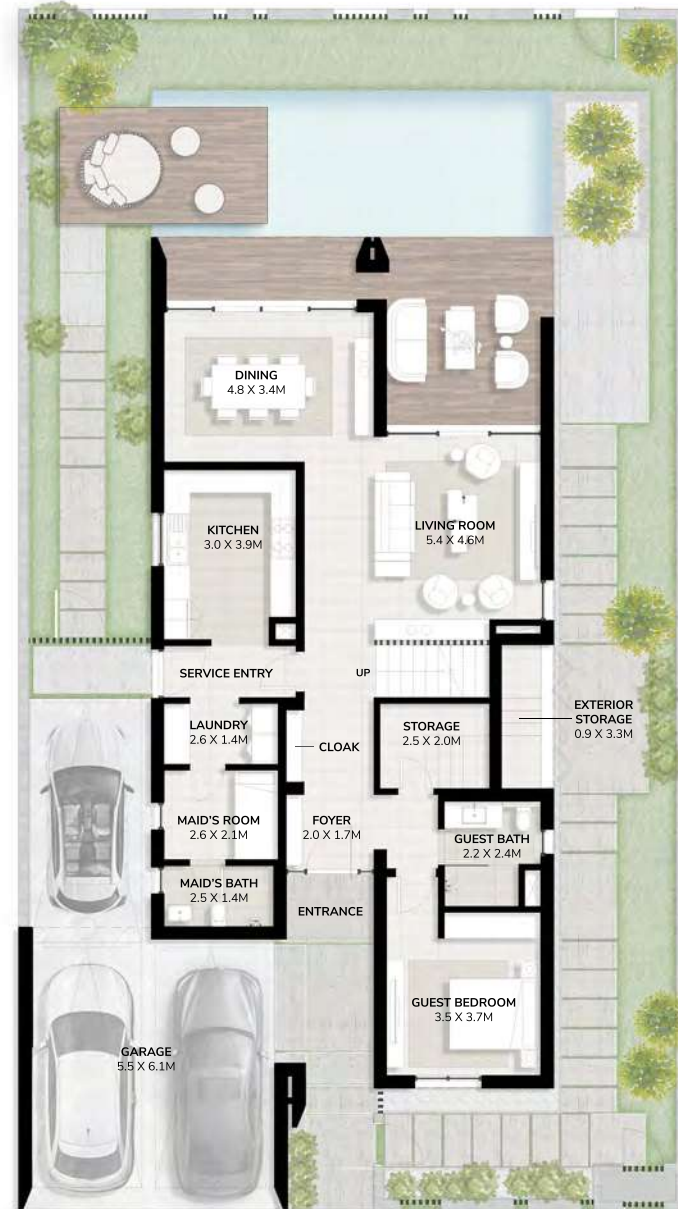 DINING
4.8 X 3.4M
KITCHEN
3.0 X 3.9M
LIVING ROOM
5.4 X 4.6M
SERVICE ENTRY
UP
LAUNDRY
2.6 X 1.4M
CLOAK
STORAGE
2.5 X 2.0M
EXTERIOR
STORAGE
0.9 X 3.3M
MAID'S ROOM
2.6 X 2.1M
FOYER
2.0 X 1.7M
GUEST BATH
2.2 X 2.4M
MAID'S BATH
2.5 X 1.4M
ENTRANCE
GUEST BEDROOM
3.5 X 3.7M
GARAGE
5.5 X 6.1M